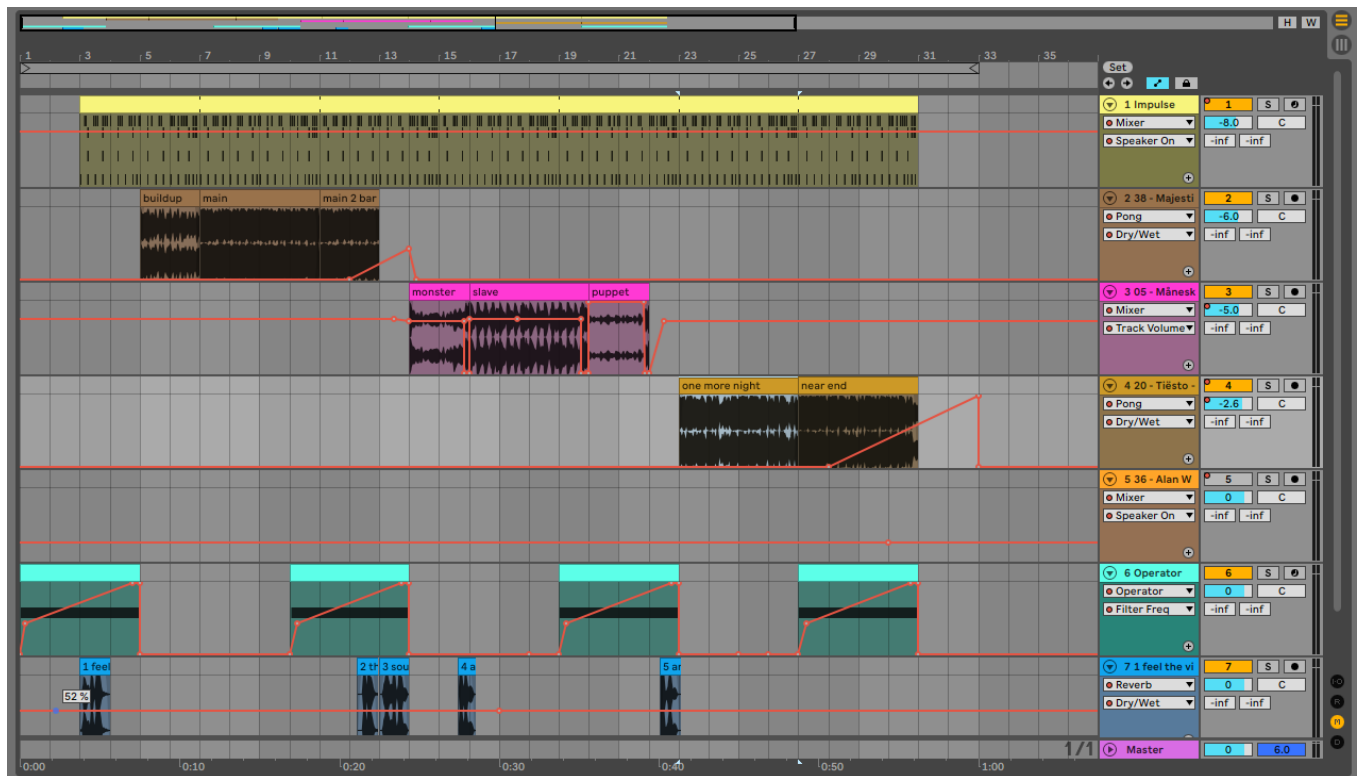 H W
1 3 5 7 9 11 13 15 17 19 21 23 25 27 29 31 33 35
Set
1 Impulse 1 S
Mixer -8.0 C
Speaker On -inf -inf
buildup main main 2 bar
2 38 - Majesti 2 S
Pong -6.0 C
Dry/Wet -inf -inf
monster slave puppet
3 05 - Månesk 3 S
Mixer -5.0 C
Track Volume -inf -inf
one more night near end
4 20 - Tiësto - 4 S
Pong -2.6 C
Dry/Wet -inf -inf
5 36 - Alan W 5 S
Mixer 0 C
Speaker On -inf -inf
6 Operator 6 S
Operator 0 C
Filter Freq -inf -inf
1 feel 2 th 3 sou 4 a 5 ar
7 1 feel the vi 7 S
Reverb 0 C
52 %
Dry/Wet -inf -inf
1/1 Master 0 6.0
0:00 0:10 0:20 0:30 0:40 0:50 1:00
I-O
R
M
D